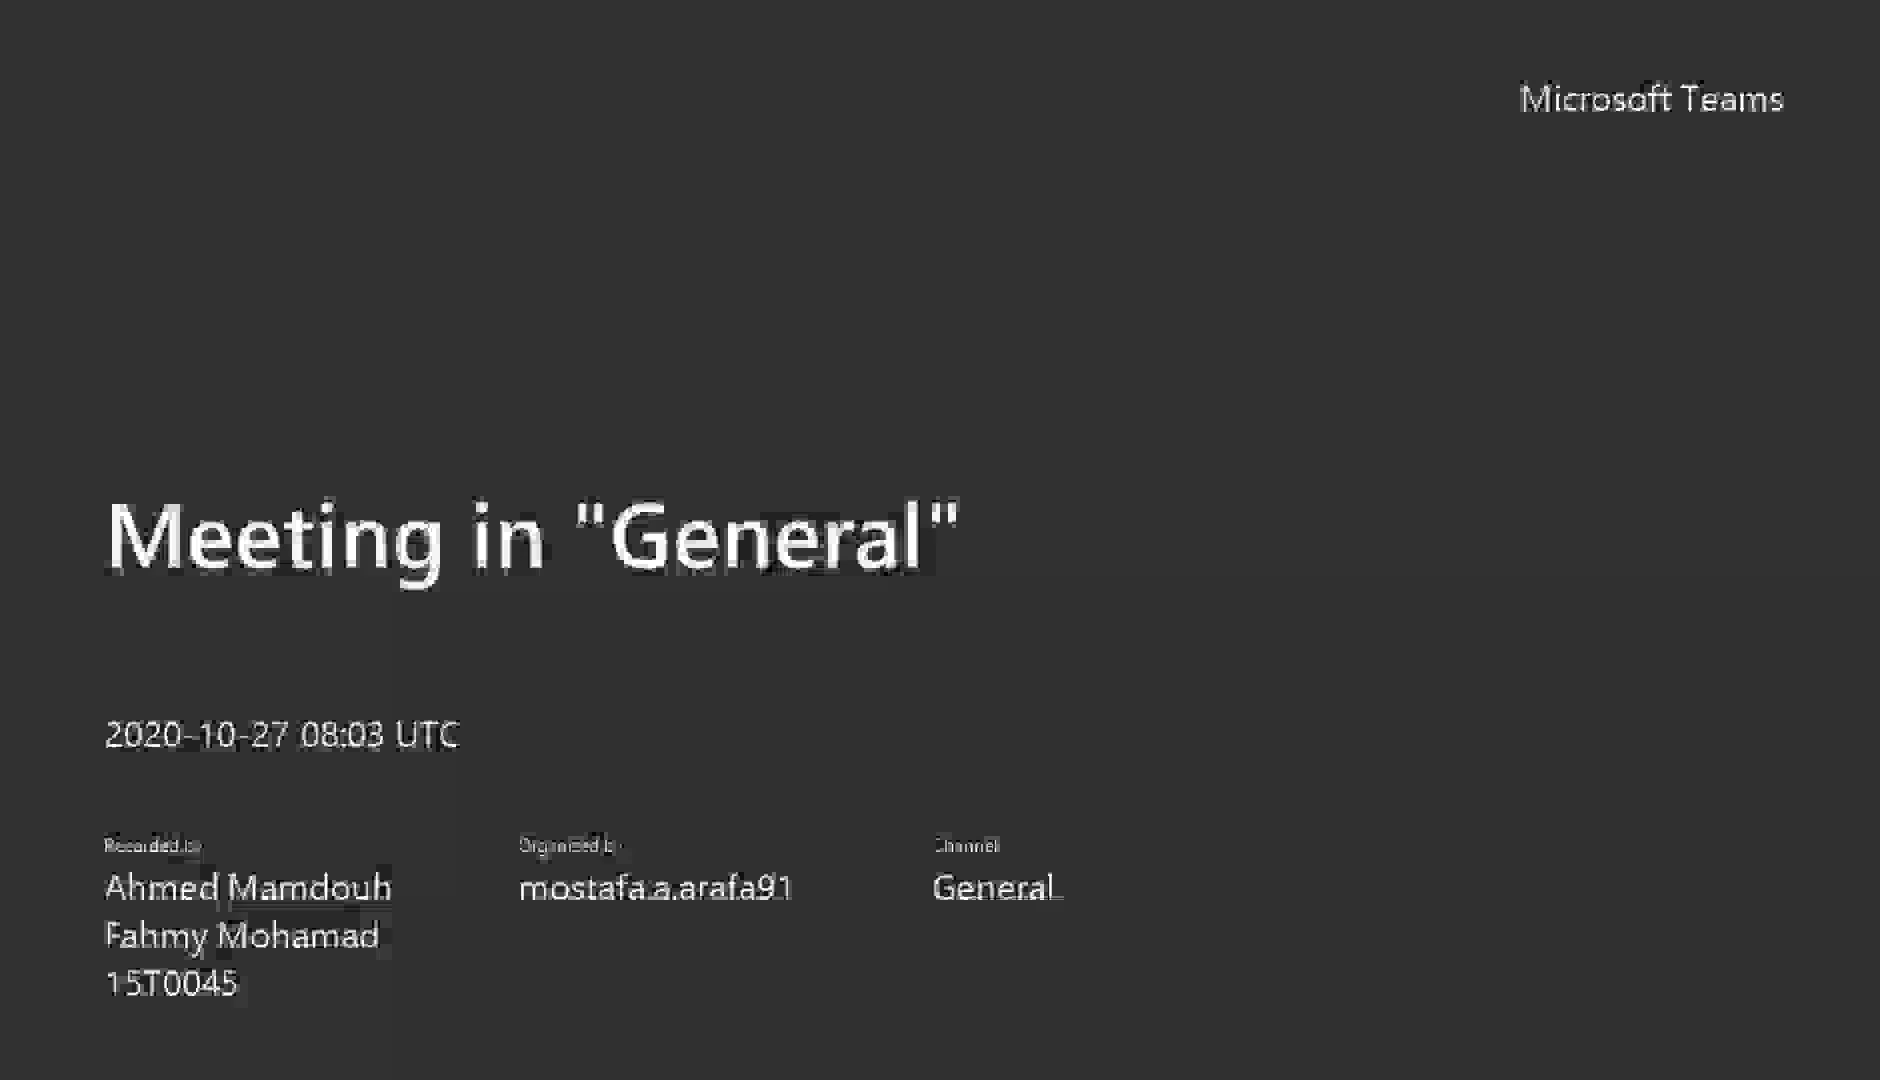 Microsoft Teams
Meeting in "General"
2020-10-27 08:03 UTC
Recorded by
Organized by
Channel
Ahmed Mamdouh
mostafa.a.arafa91
General
Fahmy Mohamad
15T0045